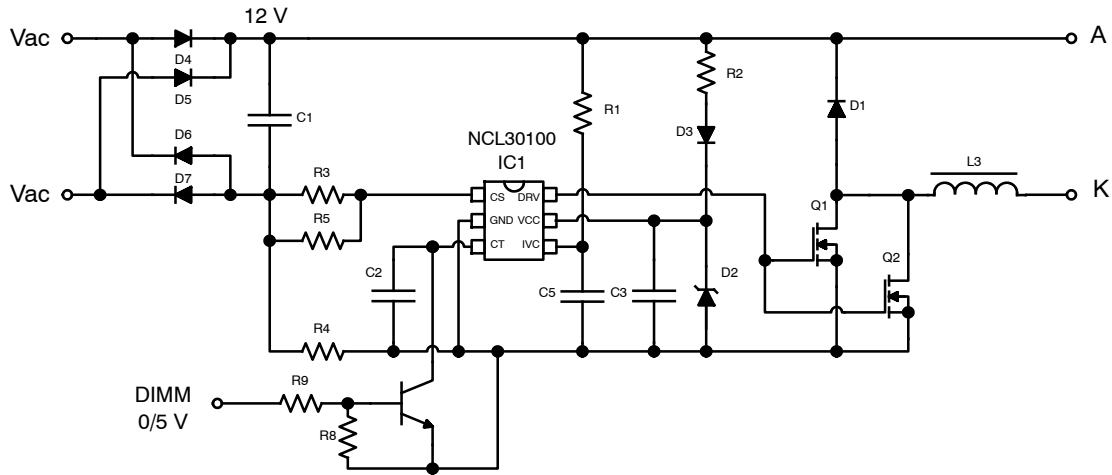 12 V
Vac
A
D4
D5
R2
R1
D1
C1
D3
NCL30100
IC1
D6
L3
R3
D7
Vac
K
CS DRV
Q1
GND VCC
R5
CT IVC
C2
D2
Q2
C5
C3
R4
DIMM
0/5 V
R9
R8